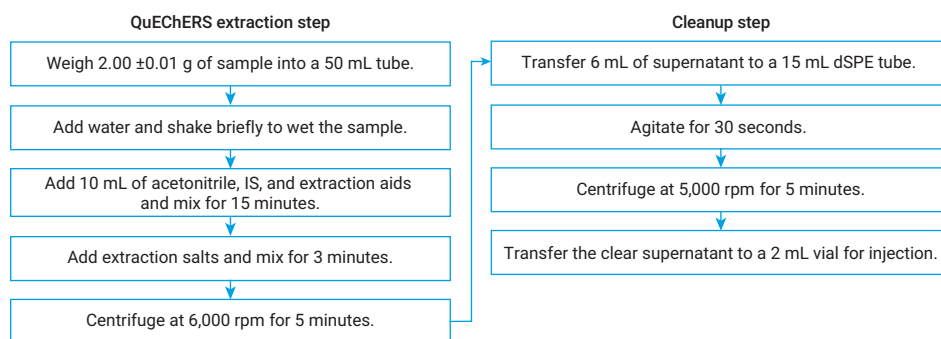 QuEChERS extraction step
Weigh 2.00 ±0.01 g of sample into a 50 mL tube.
Add water and shake briefly to wet the sample.
Add 10 mL of acetonitrile, IS, and extraction aids
and mix for 15 minutes.
Add extraction salts and mix for 3 minutes.
Centrifuge at 6,000 rpm for 5 minutes.
Cleanup step
Transfer 6 mL of supernatant to a 15 mL dSPE tube.
Agitate for 30 seconds.
Centrifuge at 5,000 rpm for 5 minutes.
Transfer the clear supernatant to a 2 mL vial for injection.